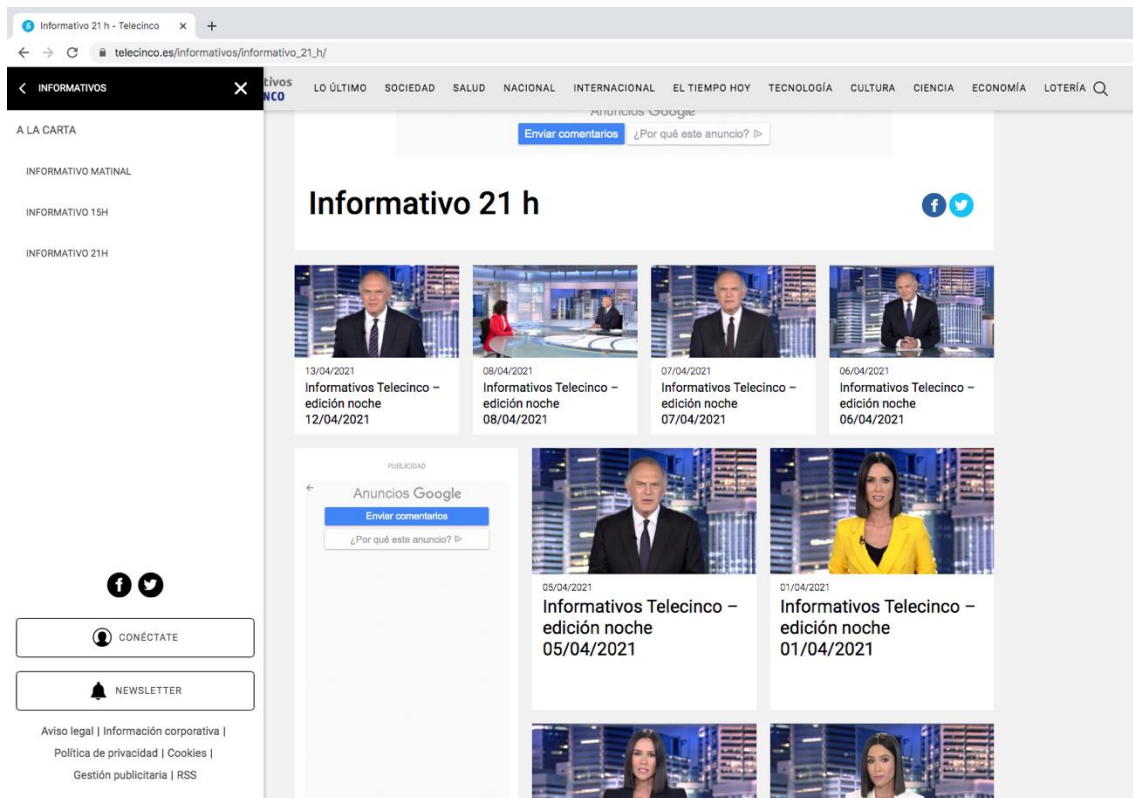 Informativo 21 h - Telecinco
telecinco.es/informativos/informativo_21_h/
INFORMATIVOS
tivos
NCO
LO ÚLTIMO SOCIEDAD SALUD NACIONAL INTERNACIONAL EL TIEMPO HOY TECNOLOGÍA CULTURA CIENCIA ECONOMÍA LOTERÍA
A LA CARTA
INFORMATIVO MATINAL
INFORMATIVO 15H
INFORMATIVO 21H
Anuncios Google
Enviar comentarios ¿Por qué este anuncio?
Informativo 21 h
13/04/2021
Informativos Telecinco –
edición noche
12/04/2021
08/04/2021
Informativos Telecinco –
edición noche
08/04/2021
07/04/2021
Informativos Telecinco –
edición noche
07/04/2021
06/04/2021
Informativos Telecinco –
edición noche
06/04/2021
PUBLICIDAD
Anuncios Google
Enviar comentarios
¿Por qué este anuncio?
05/04/2021
Informativos Telecinco –
edición noche
05/04/2021
01/04/2021
Informativos Telecinco –
edición noche
01/04/2021
CONÉCTATE
NEWSLETTER
Aviso legal | Información corporativa |
Política de privacidad | Cookies |
Gestión publicitaria | RSS